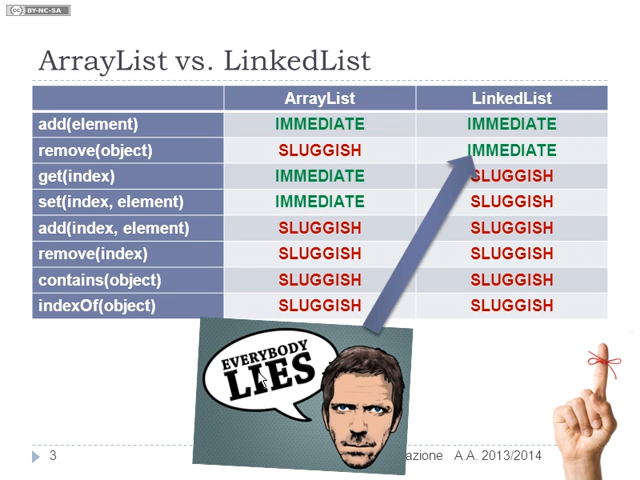 BY-NC-SA
ArrayList vs. LinkedList
ArrayList LinkedList
add(element) IMMEDIATE IMMEDIATE
remove(object) SLUGGISH IMMEDIATE
get(index) IMMEDIATE SLUGGISH
set(index, element) IMMEDIATE SLUGGISH
add(index, element) SLUGGISH SLUGGISH
remove(index) SLUGGISH SLUGGISH
contains(object) SLUGGISH SLUGGISH
indexOf(object) SLUGGISH SLUGGISH
EVERYBODY
LIES
3 A.A. 2013/2014